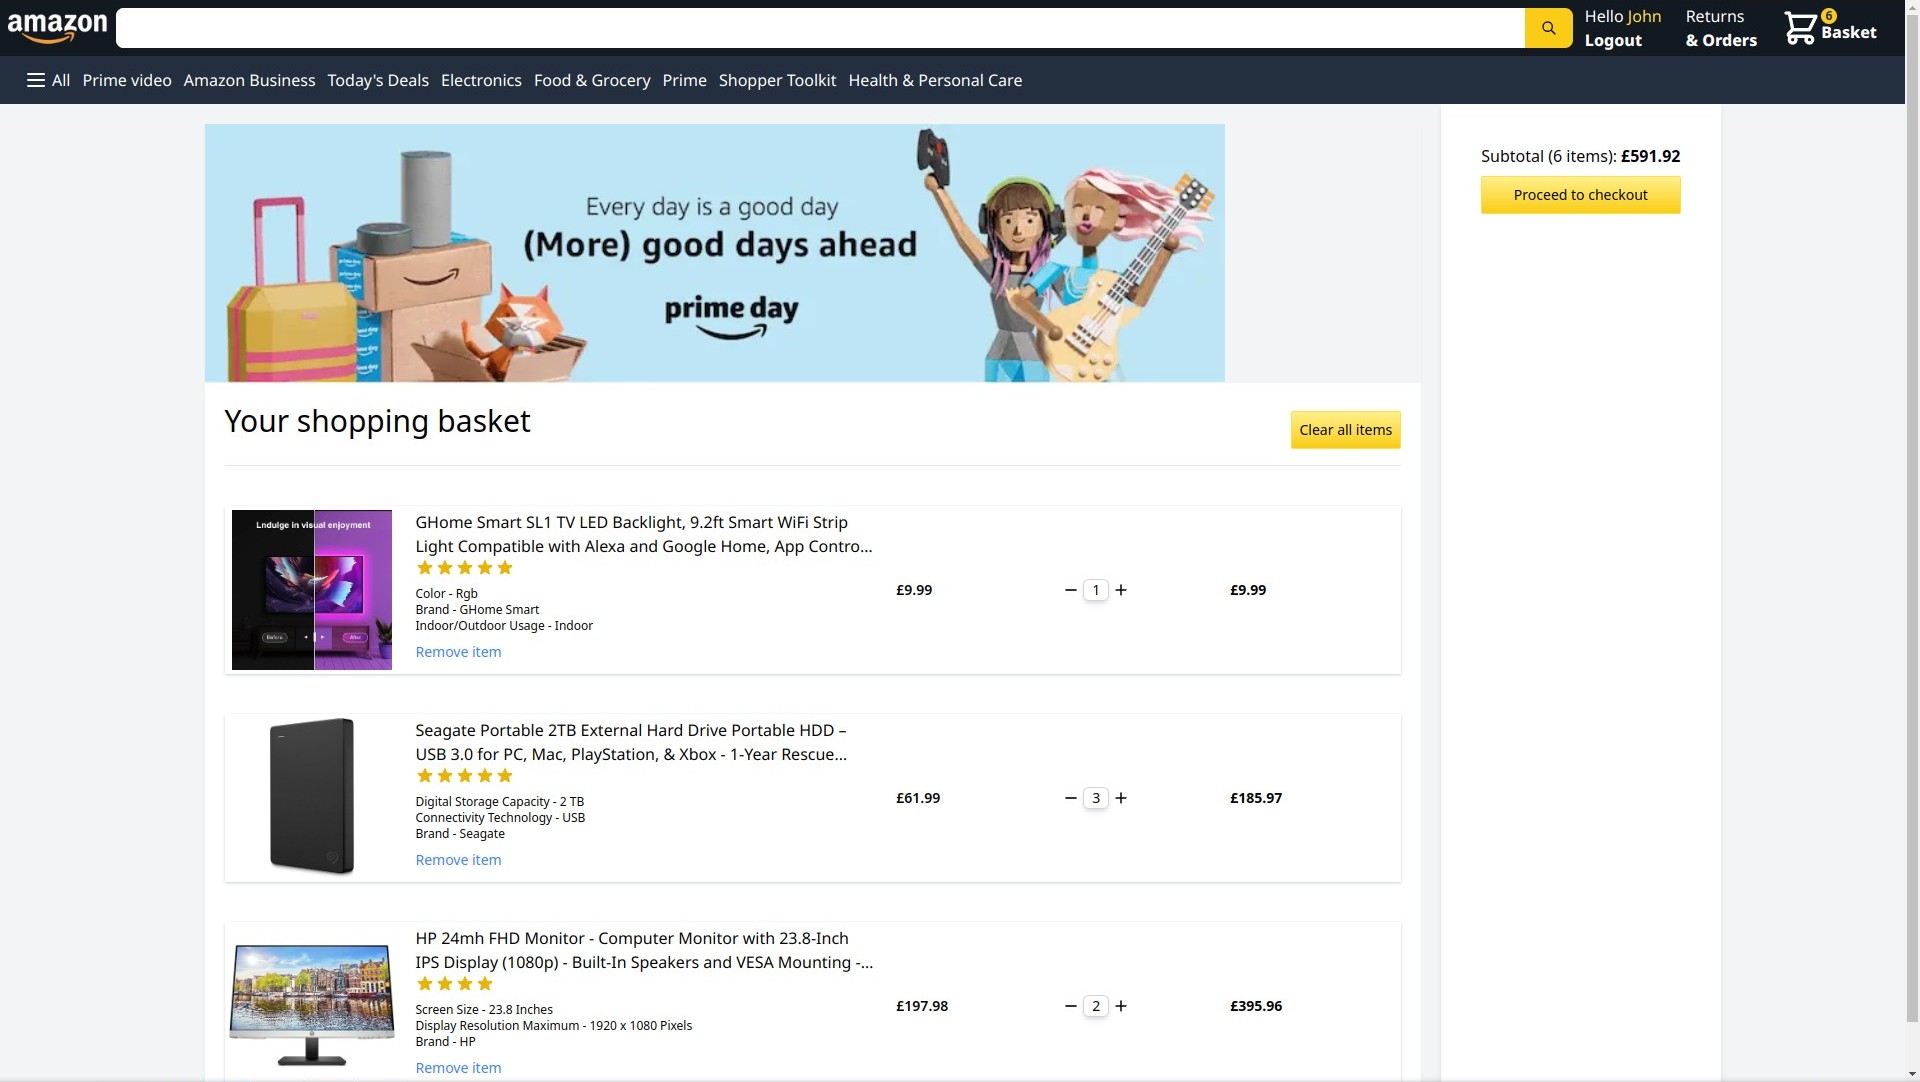 amazon
Hello John
Logout
Returns
& Orders
6
Basket
All Prime video Amazon Business Today's Deals Electronics Food & Grocery Prime Shopper Toolkit Health & Personal Care
Every day is a good day
(More) good days ahead
prime day
Subtotal (6 items): £591.92
Proceed to checkout
Your shopping basket
Clear all items
Lndulge in visual enjoyment
Before
After
GHome Smart SL1 TV LED Backlight, 9.2ft Smart WiFi Strip
Light Compatible with Alexa and Google Home, App Contro...
Color - Rgb
Brand - GHome Smart
Indoor/Outdoor Usage - Indoor
Remove item
£9.99
1
£9.99
Seagate Portable 2TB External Hard Drive Portable HDD –
USB 3.0 for PC, Mac, PlayStation, & Xbox - 1-Year Rescue...
Digital Storage Capacity - 2 TB
Connectivity Technology - USB
Brand - Seagate
Remove item
£61.99
3
£185.97
HP 24mh FHD Monitor - Computer Monitor with 23.8-Inch
IPS Display (1080p) - Built-In Speakers and VESA Mounting -...
Screen Size - 23.8 Inches
Display Resolution Maximum - 1920 x 1080 Pixels
Brand - HP
Remove item
£197.98
2
£395.96